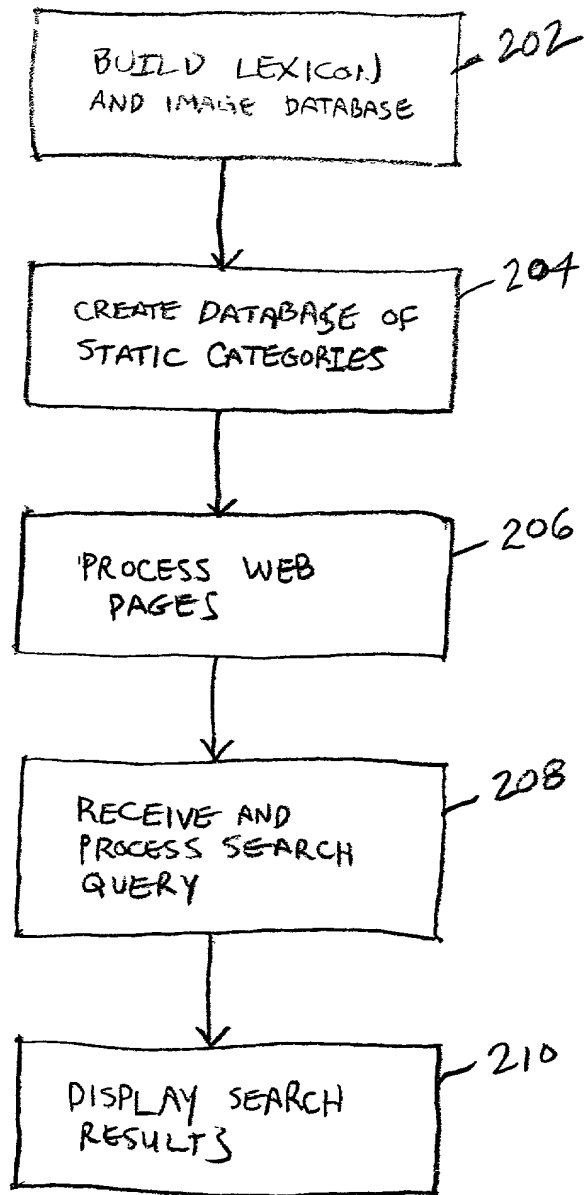 BUILD LEXICON
AND IMAGE DATABASE
202
CREATE DATABASE OF
STATIC CATEGORIES
204
PROCESS WEB
PAGES
206
RECEIVE AND
PROCESS SEARCH
QUERY
208
DISPLAY SEARCH
RESULTS
210